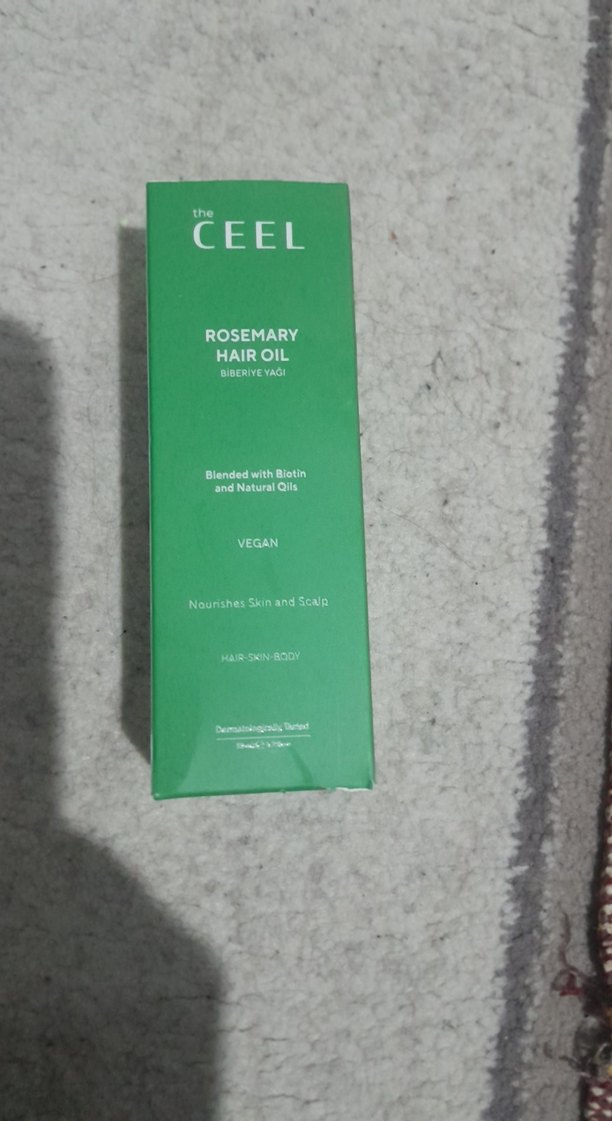 the
CEEL
ROSEMARY
HAIR OIL
BİBERİYE YAĞI
Blended with Biotin
and Natural Oils
VEGAN
Nourishes Skin and Scalp
HAIR-SKIN-BODY
Dermatologically Tested